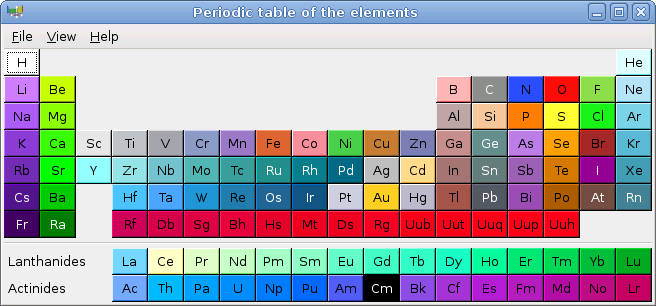 Periodic table of the elements
File View Help
H He
Li Be B C N O F Ne
Na Mg Al Si P S Cl Ar
K Ca Sc Ti V Cr Mn Fe Co Ni Cu Zn Ga Ge As Se Br Kr
Rb Sr Y Zr Nb Mo Tc Ru Rh Pd Ag Cd In Sn Sb Te I Xe
Cs Ba Hf Ta W Re Os Ir Pt Au Hg Tl Pb Bi Po At Rn
Fr Ra Rf Db Sg Bh Hs Mt Ds Rg Uub Uut Uuq Uup Uuh
Lanthanides La Ce Pr Nd Pm Sm Eu Gd Tb Dy Ho Er Tm Yb Lu
Actinides Ac Th Pa U Np Pu Am Cm Bk Cf Es Fm Md No Lr